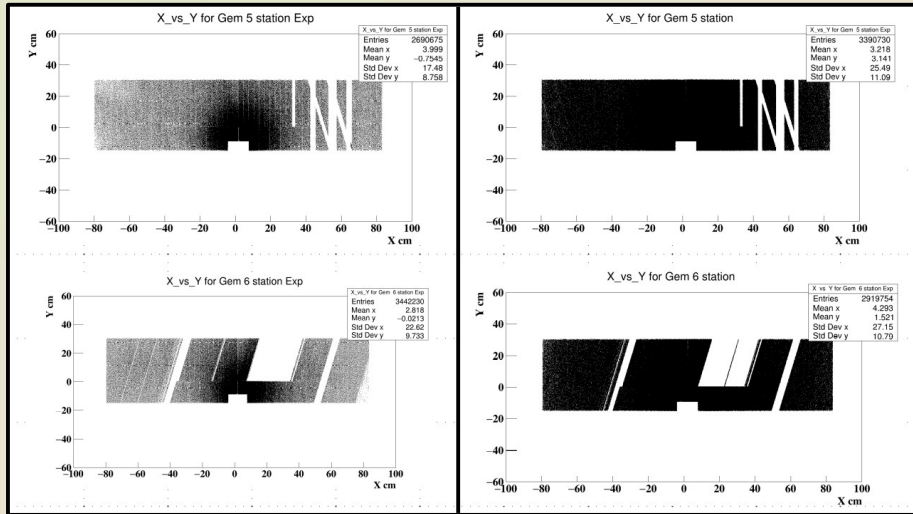 X_vs_Y for Gem 5 station Exp
Y cm
60
40
20
0
−20
−40
−60
−100 −80 −60 −40 −20 0 20 40 60 80 100
X cm
X_vs_Y for Gem 5 station Exp
Entries 2690675
Mean x 3.999
Mean y −0.7545
Std Dev x 17.48
Std Dev y 8.758
X_vs_Y for Gem 5 station
Y cm
60
40
20
0
−20
−40
−60
−100 −80 −60 −40 −20 0 20 40 60 80 100
X cm
X_vs_Y for Gem 5 station Exp
Entries 3390730
Mean x 3.218
Mean y 3.141
Std Dev x 25.49
Std Dev y 11.09
X_vs_Y for Gem 6 station Exp
Y cm
60
40
20
0
−20
−40
−60
−100 −80 −60 −40 −20 0 20 40 60 80 100
X cm
X_vs_Y for Gem 6 station Exp
Entries 3442230
Mean x 2.818
Mean y −0.0213
Std Dev x 22.62
Std Dev y 9.733
X_vs_Y for Gem 6 station
Y cm
60
40
20
0
−20
−40
−60
−100 −80 −60 −40 −20 0 20 40 60 80 100
X cm
X_vs_Y for Gem 6 station Exp
Entries 2919754
Mean x 4.293
Mean y 1.521
Std Dev x 27.15
Std Dev y 10.79